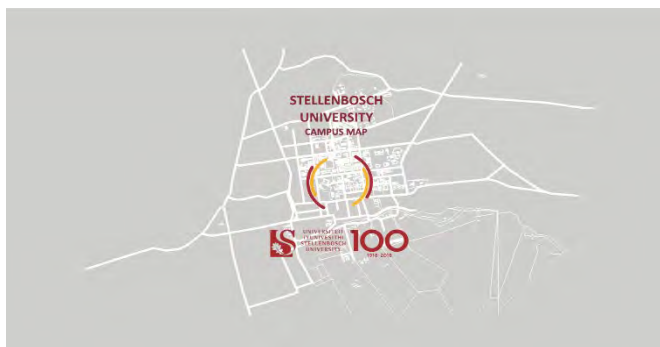 STELLENBOSCH
UNIVERSITY
CAMPUS MAP
UNIVERSITEIT
IYUNIVESITHI
STELLENBOSCH
UNIVERSITY
100
1918·2018